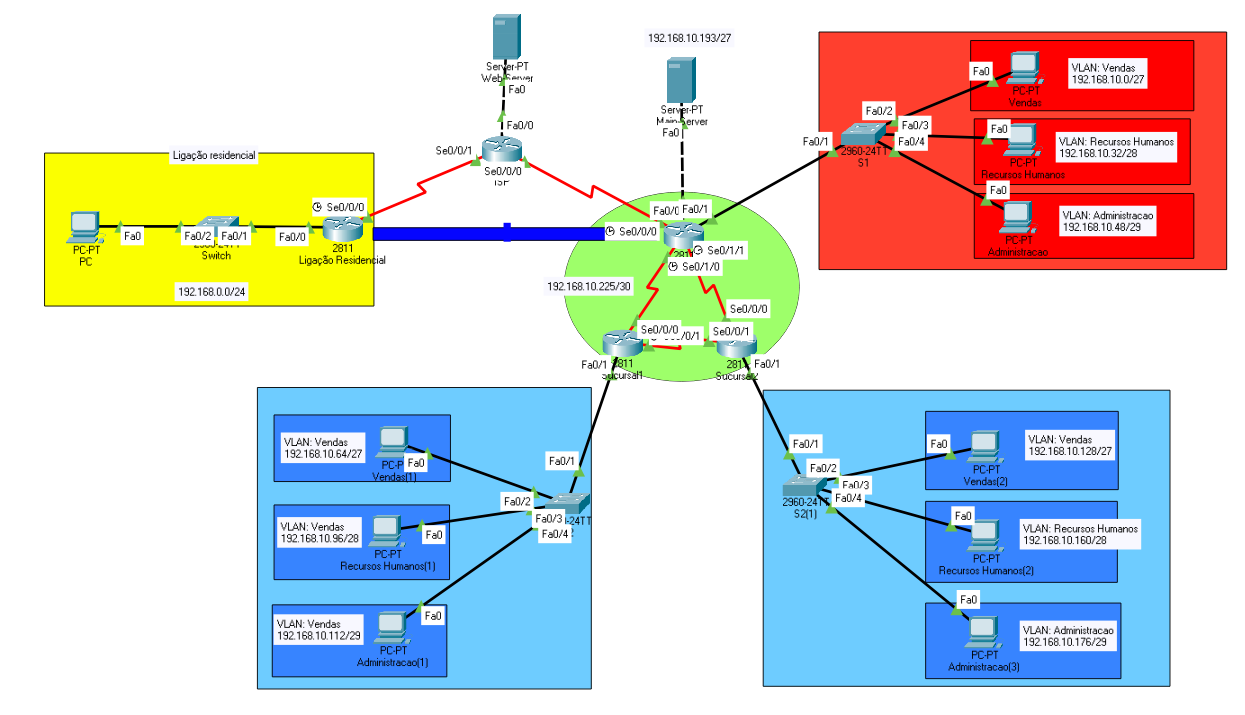 Server-PT
Web Server
Fa0
Fa0/0
Se0/0/1
Se0/0/0
ISP
192.168.10.193/27
Server-PT
Main Server
Fa0
Ligação residencial
PC-PT
PC
Fa0
Fa0/2
Fa0/1
Switch
Fa0/0
Se0/0/0
2811
Ligação Residencial
192.168.0.0/24
Fa0/1
Se0/0/0
Se0/1/1
Se0/1/0
192.168.10.225/30
Se0/0/0
2811
Sucursal1
Fa0/1
Se0/0/0
Se0/0/1
Sucursal2
Fa0/1
Fa0/1
Fa0/2
Fa0/3
Fa0/4
2960-24TT
S1
Fa0
PC-PT
Vendas
VLAN: Vendas
192.168.10.0/27
Fa0
PC-PT
Recursos Humanos
VLAN: Recursos Humanos
192.168.10.32/28
Fa0
PC-PT
Administracao
VLAN: Administracao
192.168.10.48/29
VLAN: Vendas
192.168.10.64/27
Fa0
Vendas(1)
VLAN: Vendas
192.168.10.96/28
Fa0
PC-PT
Recursos Humanos(1)
VLAN: Vendas
192.168.10.112/29
Fa0
PC-PT
Administracao(1)
Fa0/1
Fa0/2
Fa0/3
Fa0/4
Fa0/1
Fa0/2
Fa0/3
Fa0/4
2960-24TT
S2(1)
Fa0
PC-PT
Vendas(2)
VLAN: Vendas
192.168.10.128/27
Fa0
PC-PT
Recursos Humanos(2)
VLAN: Recursos Humanos
192.168.10.160/28
Fa0
PC-PT
Administracao(3)
VLAN: Administracao
192.168.10.176/29